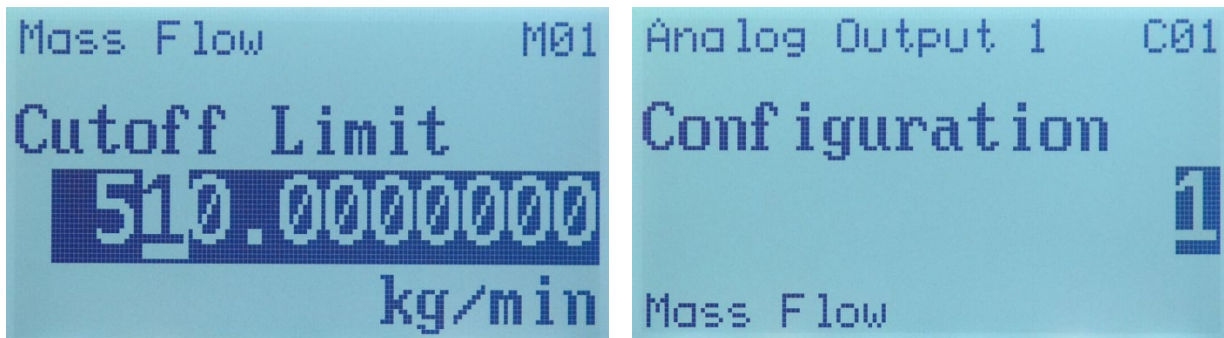 Mass Flow M01
Cutoff Limit
510.0000000
kg/min
Analog Output 1 C01
Configuration
1
Mass Flow